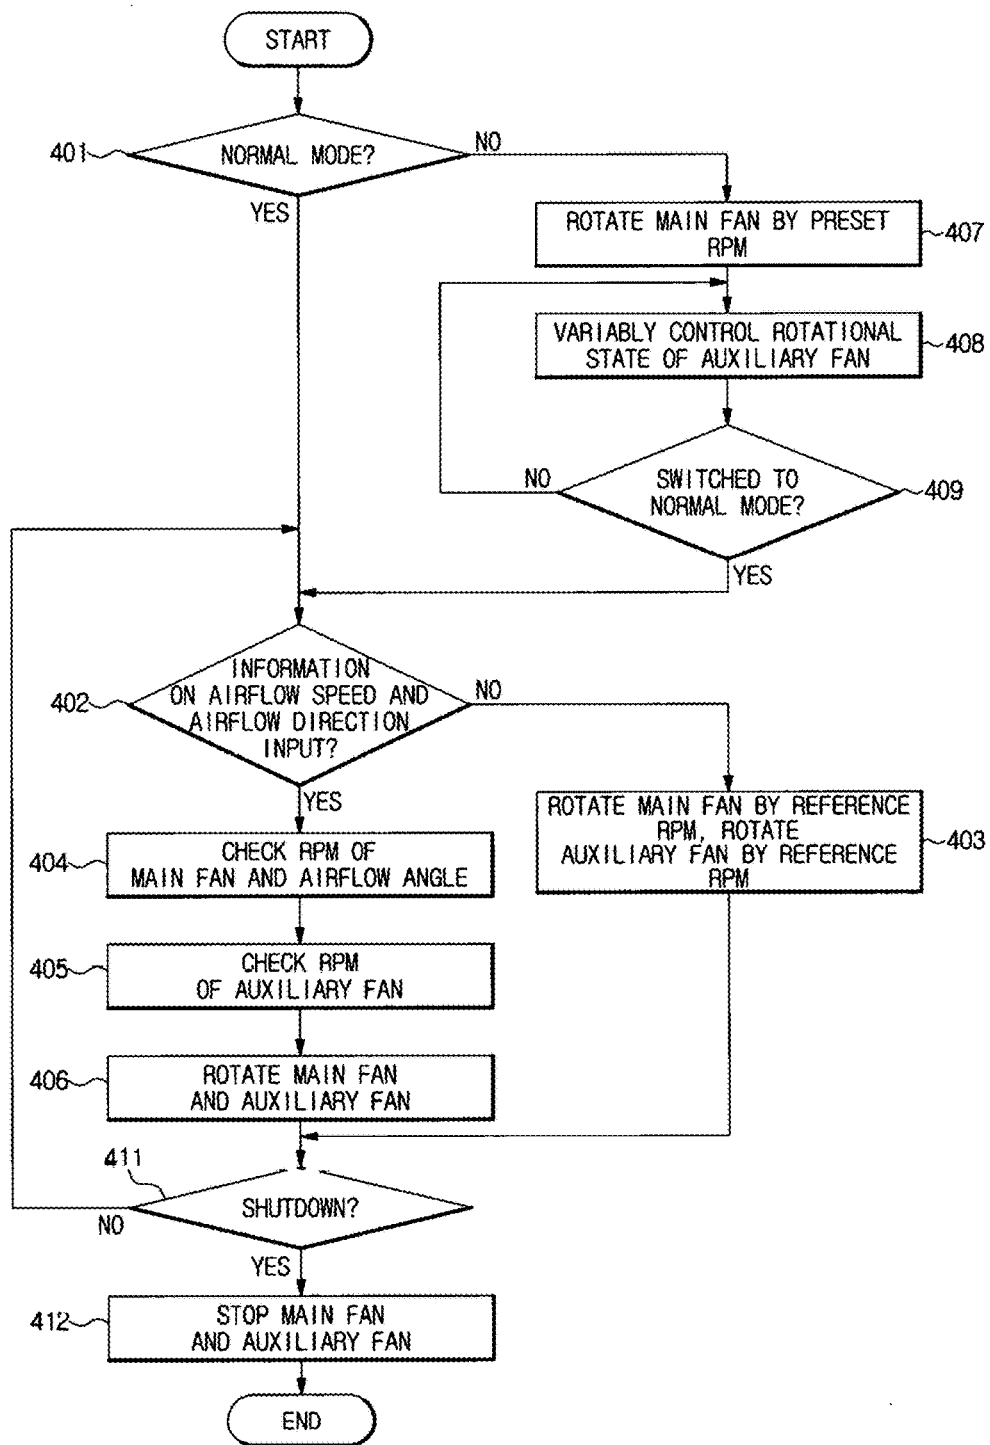 START
401
NORMAL MODE?
NO
YES
ROTATE MAIN FAN BY PRESET
RPM
407
VARIABLY CONTROL ROTATIONAL
STATE OF AUXILIARY FAN
408
NO
SWITCHED TO
NORMAL MODE?
409
YES
402
INFORMATION
ON AIRFLOW SPEED AND
AIRFLOW DIRECTION
INPUT?
NO
YES
ROTATE MAIN FAN BY REFERENCE
RPM, ROTATE
AUXILIARY FAN BY REFERENCE
RPM
403
404
CHECK RPM OF
MAIN FAN AND AIRFLOW ANGLE
405
CHECK RPM
OF AUXILIARY FAN
406
ROTATE MAIN FAN
AND AUXILIARY FAN
411
SHUTDOWN?
NO
YES
412
STOP MAIN FAN
AND AUXILIARY FAN
END